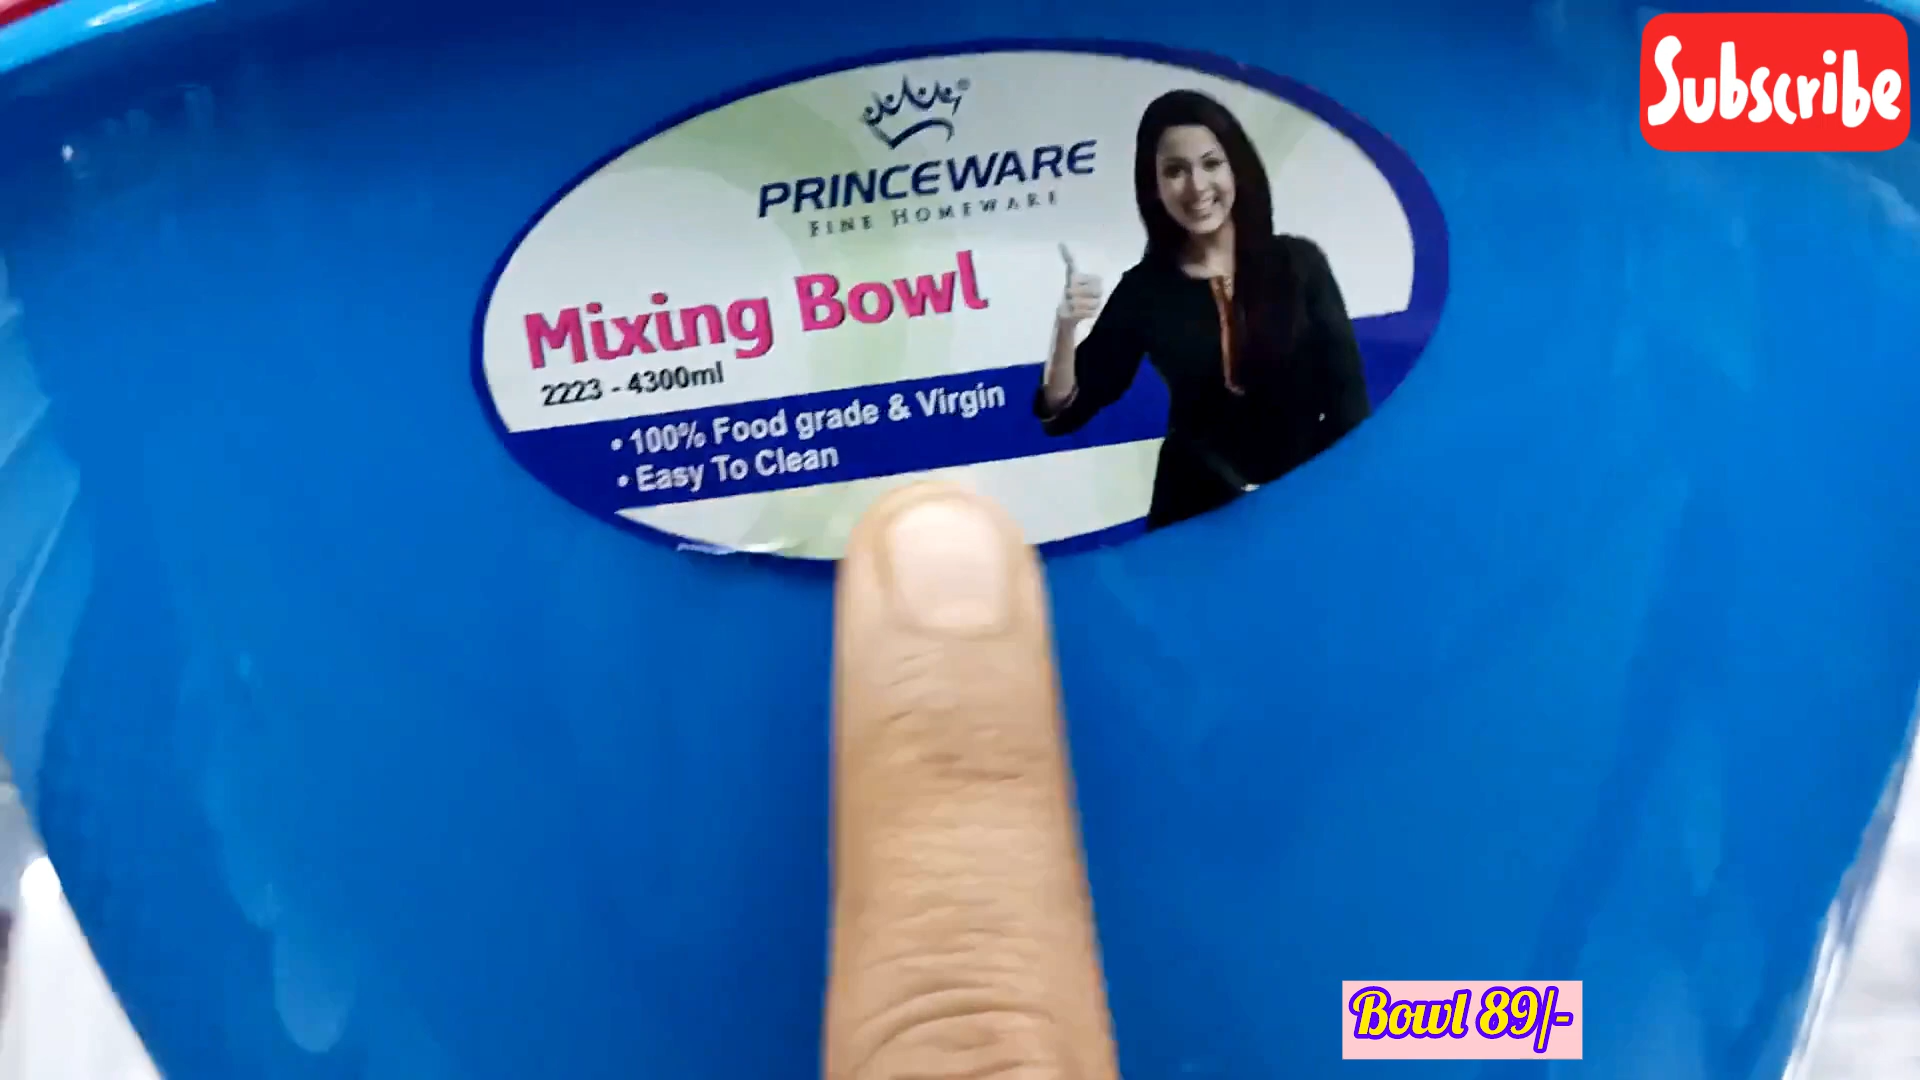 Subscribe
PRINCEWARE
FINE HOMEWARE
Mixing Bowl
2223 - 4300ml
• 100% Food grade & Virgin
• Easy To Clean
Bowl 89/-